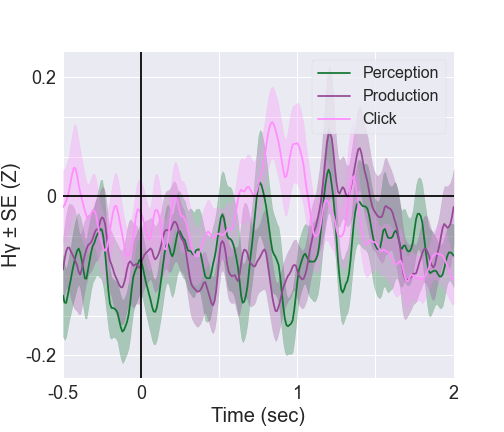 Perception
Production
Click
0.2
0
-0.2
Hγ ± SE (Z)
-0.5
0
1
2
Time (sec)